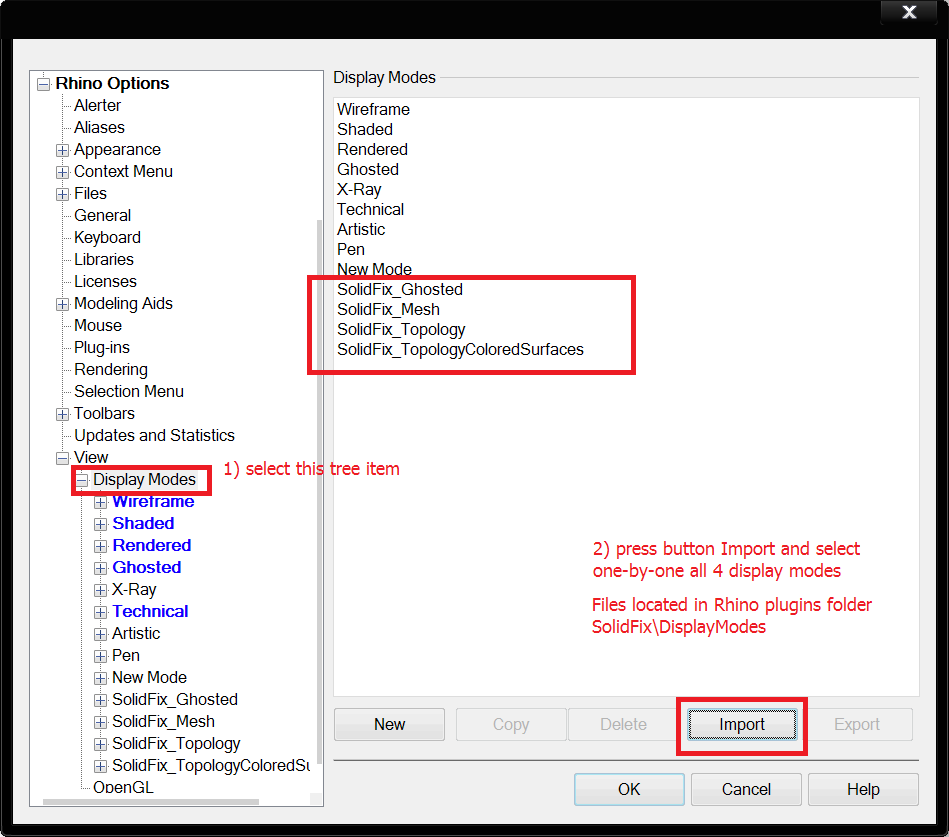 Rhino Options
Alerter
Aliases
Appearance
Context Menu
Files
General
Keyboard
Libraries
Licenses
Modeling Aids
Mouse
Plug-ins
Rendering
Selection Menu
Toolbars
Updates and Statistics
View
Display Modes
Wireframe
Shaded
Rendered
Ghosted
X-Ray
Technical
Artistic
Pen
New Mode
SolidFix_Ghosted
SolidFix_Mesh
SolidFix_Topology
SolidFix_TopologyColoredSu
OpenGL
1) select this tree item
Display Modes
Wireframe
Shaded
Rendered
Ghosted
X-Ray
Technical
Artistic
Pen
New Mode
SolidFix_Ghosted
SolidFix_Mesh
SolidFix_Topology
SolidFix_TopologyColoredSurfaces
2) press button Import and select
one-by-one all 4 display modes
Files located in Rhino plugins folder
SolidFix\DisplayModes
New Copy Delete Import Export
OK Cancel Help